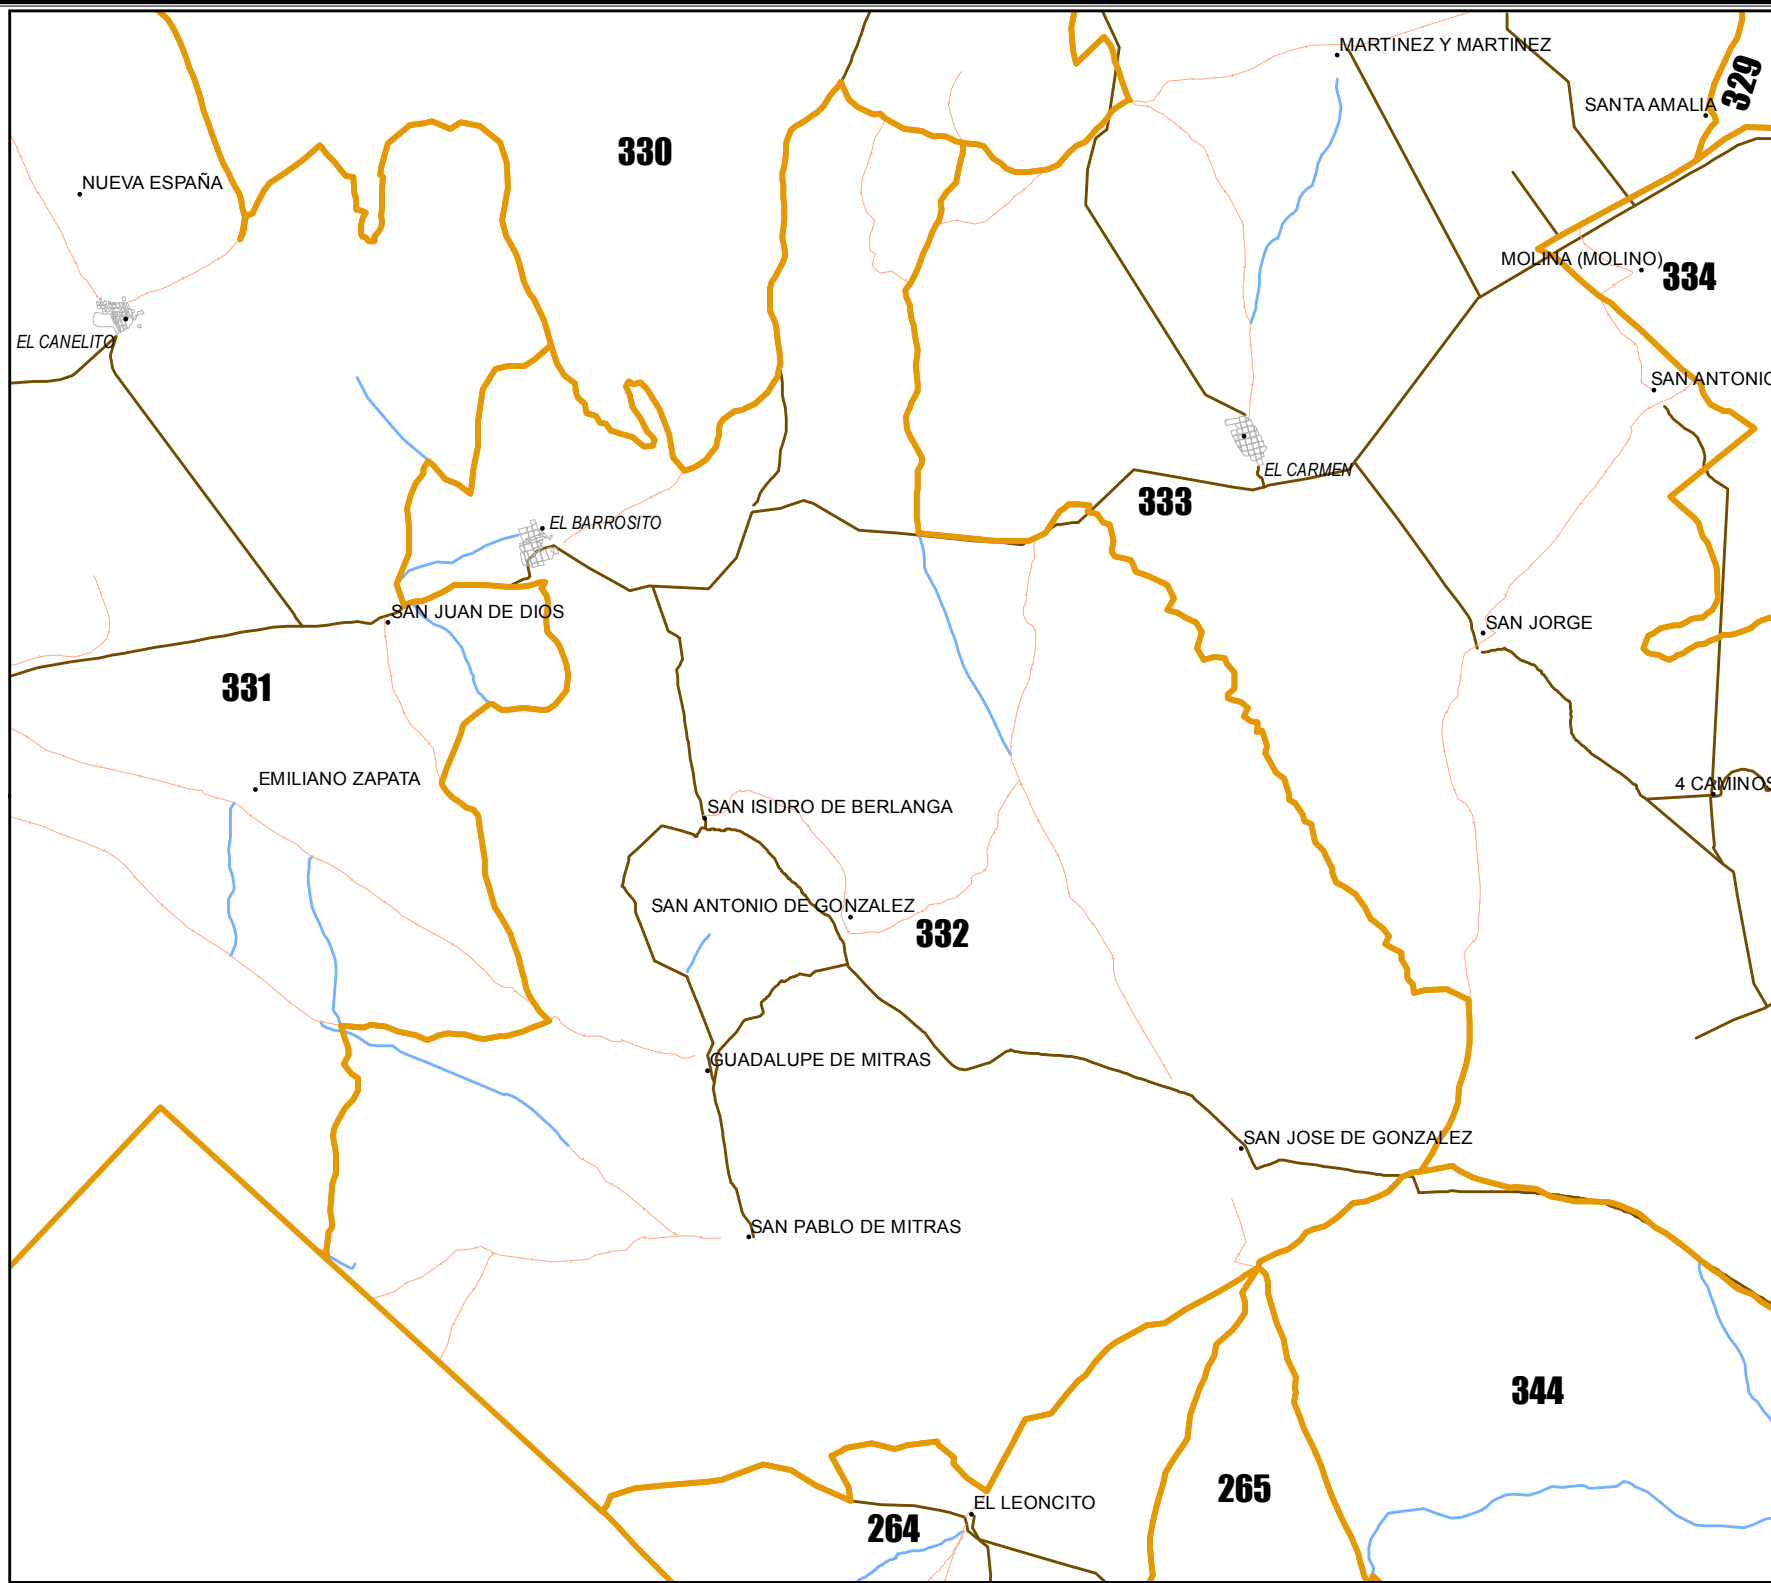 MARTINEZ Y MARTINEZ
329
SANTA AMALIA
330
NUEVA ESPAÑA
MOLINA (MOLINO)
334
EL CANELITO
SAN ANTONIO
EL CARMEN
333
EL BARROSITO
SAN JUAN DE DIOS
SAN JORGE
331
EMILIANO ZAPATA
4 CAMINOS
SAN ISIDRO DE BERLANGA
SAN ANTONIO DE GONZALEZ
332
GUADALUPE DE MITRAS
SAN JOSE DE GONZALEZ
SAN PABLO DE MITRAS
344
265
EL LEONCITO
264